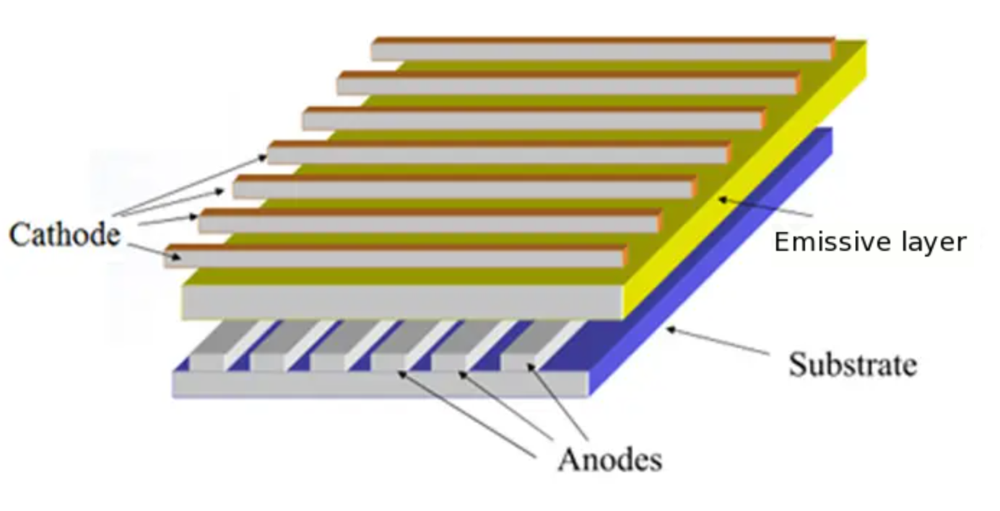 Cathode
Emissive layer
Substrate
Anodes